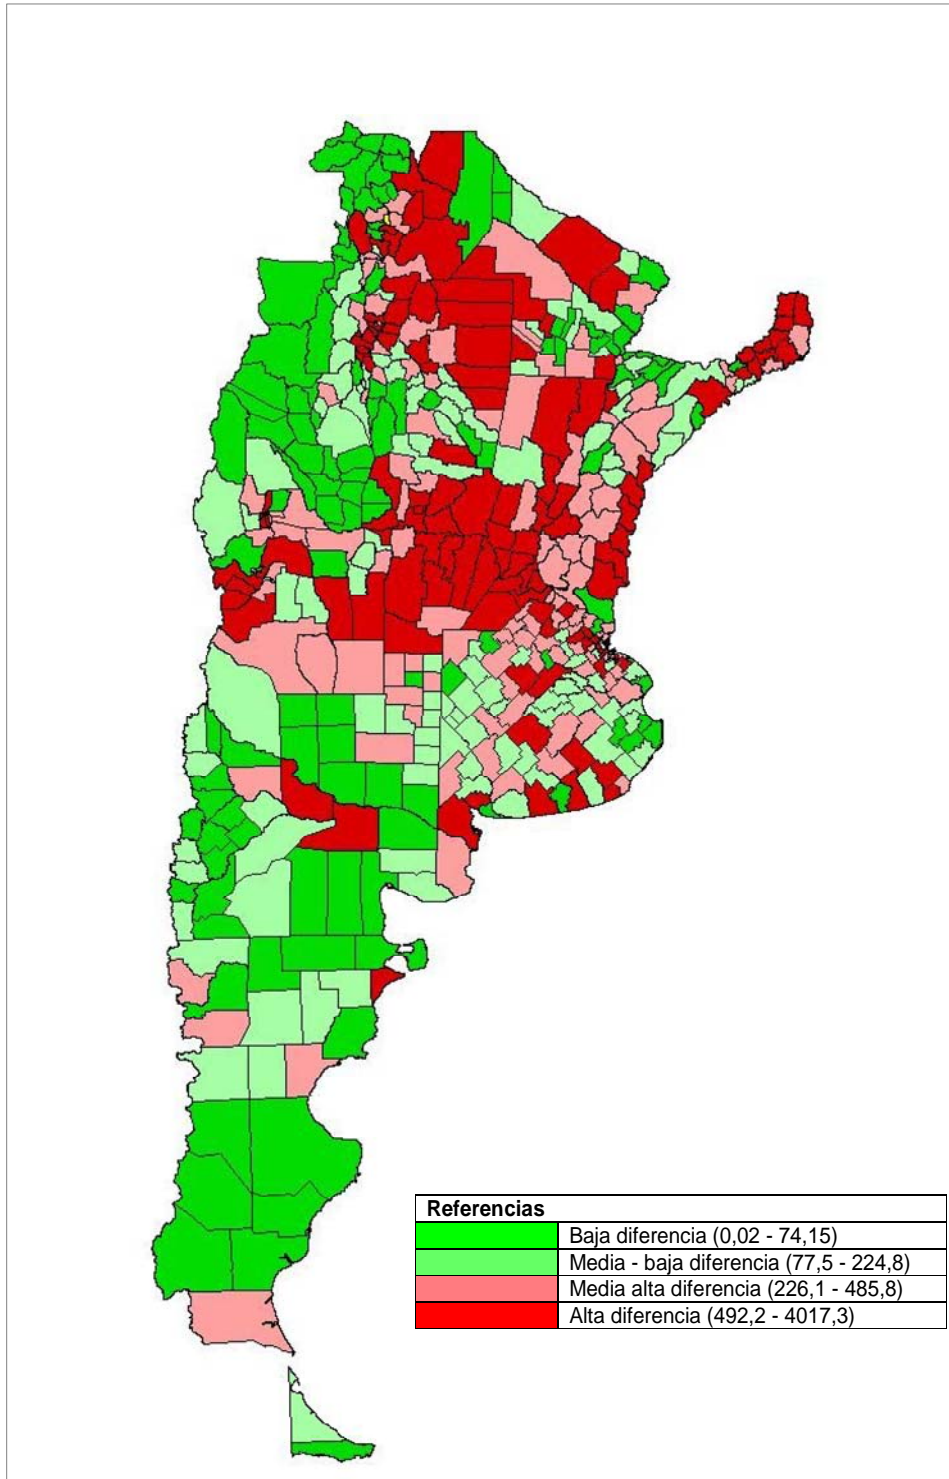 Referencias
Baja diferencia (0,02 - 74,15)
Media - baja diferencia (77,5 - 224,8)
Media alta diferencia (226,1 - 485,8)
Alta diferencia (492,2 - 4017,3)